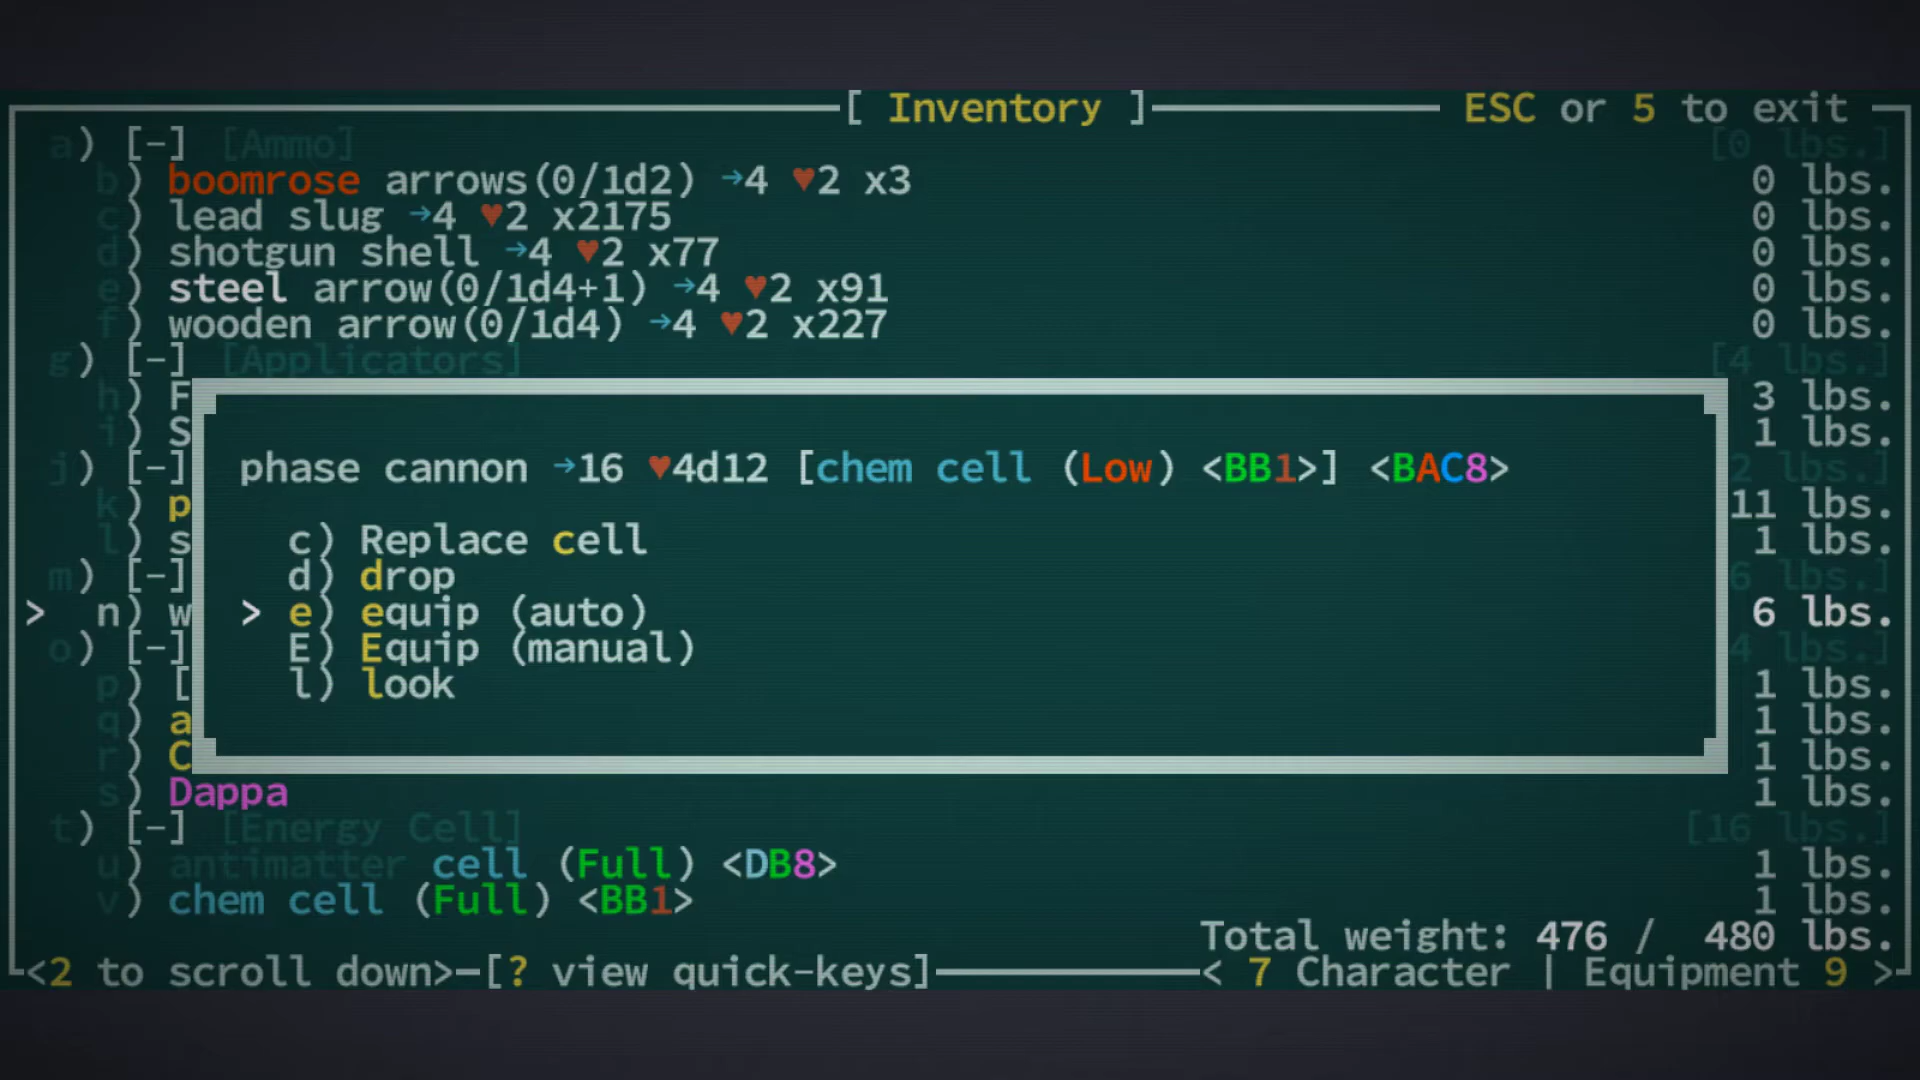 [ Inventory ] ESC or 5 to exit
a) [-] [Ammo] [0 lbs.]
b) boomrose arrows(0/1d2) →4 ♥2 x3 0 lbs.
c) lead slug →4 ♥2 x2175 0 lbs.
d) shotgun shell →4 ♥2 x77 0 lbs.
e) steel arrow(0/1d4+1) →4 ♥2 x91 0 lbs.
f) wooden arrow(0/1d4) →4 ♥2 x227 0 lbs.
g) [-] [Applicators] [4 lbs.]
h) F 3 lbs.
i) S 1 lbs.
j) [-] 2 lbs.]
phase cannon →16 ♥4d12 [chem cell (Low) <BB1>] <BAC8>
k) p 11 lbs.
l) s 1 lbs.
c) Replace cell
m) [-] 6 lbs.]
d) drop
> n) w 6 lbs.
> e) equip (auto)
o) [-] 4 lbs.]
E) Equip (manual)
p) [ 1 lbs.
l) look
q) a 1 lbs.
r) C 1 lbs.
s) Dappa 1 lbs.
t) [-] [Energy Cell] [16 lbs.]
u) antimatter cell (Full) <DB8> 1 lbs.
v) chem cell (Full) <BB1> 1 lbs.
Total weight: 476 / 480 lbs.
<2 to scroll down> [? view quick-keys] < 7 Character | Equipment 9 >